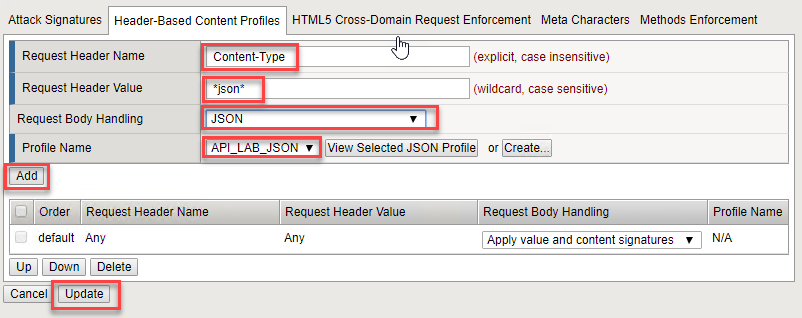 Attack Signatures Header-Based Content Profiles HTML5 Cross-Domain Request Enforcement Meta Characters Methods Enforcement
Request Header Name Content-Type (explicit, case insensitive)
Request Header Value *json* (wildcard, case sensitive)
Request Body Handling JSON
Profile Name API_LAB_JSON View Selected JSON Profile or Create...
Add
Order Request Header Name Request Header Value Request Body Handling Profile Name
default Any Any Apply value and content signatures N/A
Up Down Delete
Cancel Update